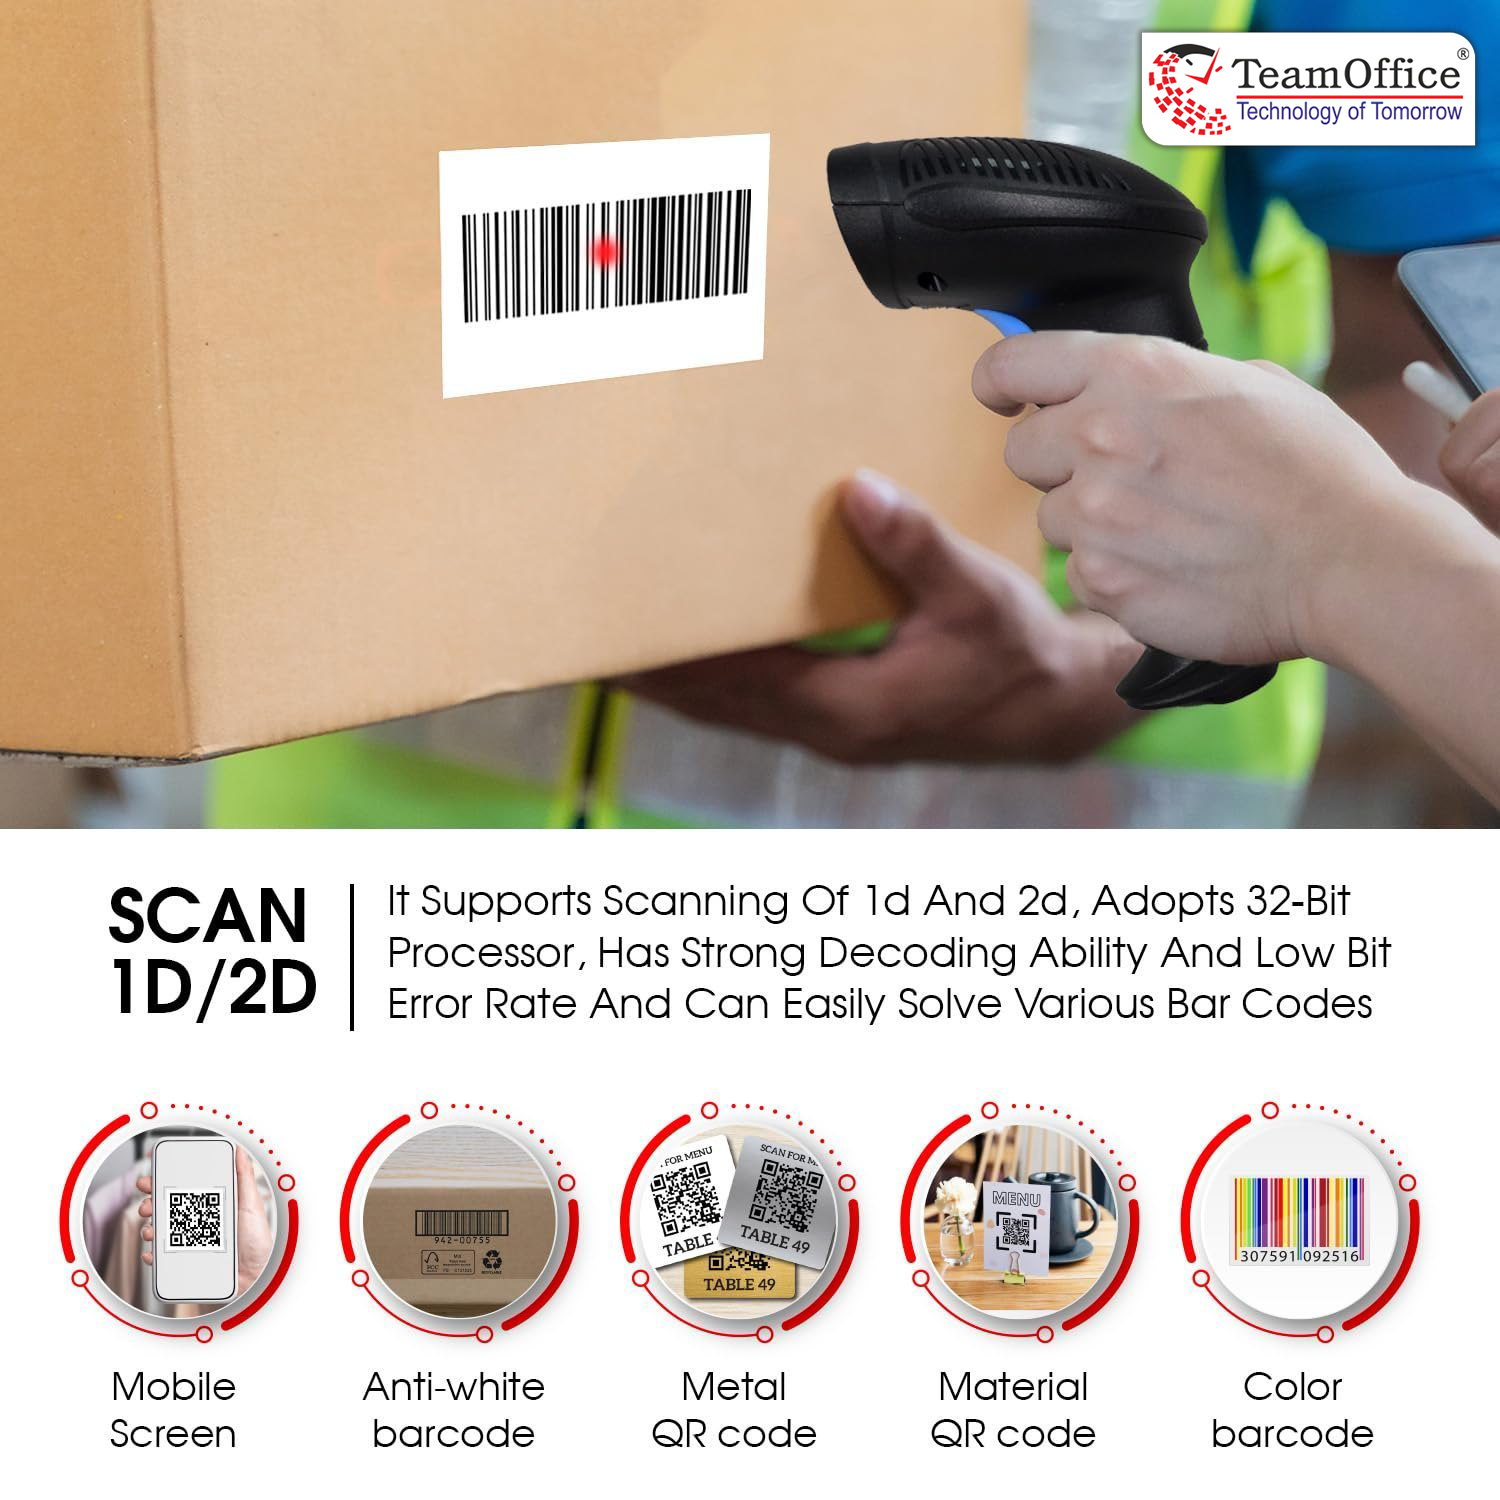 TeamOffice®
Technology of Tomorrow
SCAN
1D/2D
It Supports Scanning Of 1d And 2d, Adopts 32-Bit
Processor, Has Strong Decoding Ability And Low Bit
Error Rate And Can Easily Solve Various Bar Codes
942-00755
MIX
RECYCLABLE
FOR MENU
TABLE
SCAN FOR M
TABLE 49
TABLE 49
MENU
307591 092516
Mobile
Screen
Anti-white
barcode
Metal
QR code
Material
QR code
Color
barcode